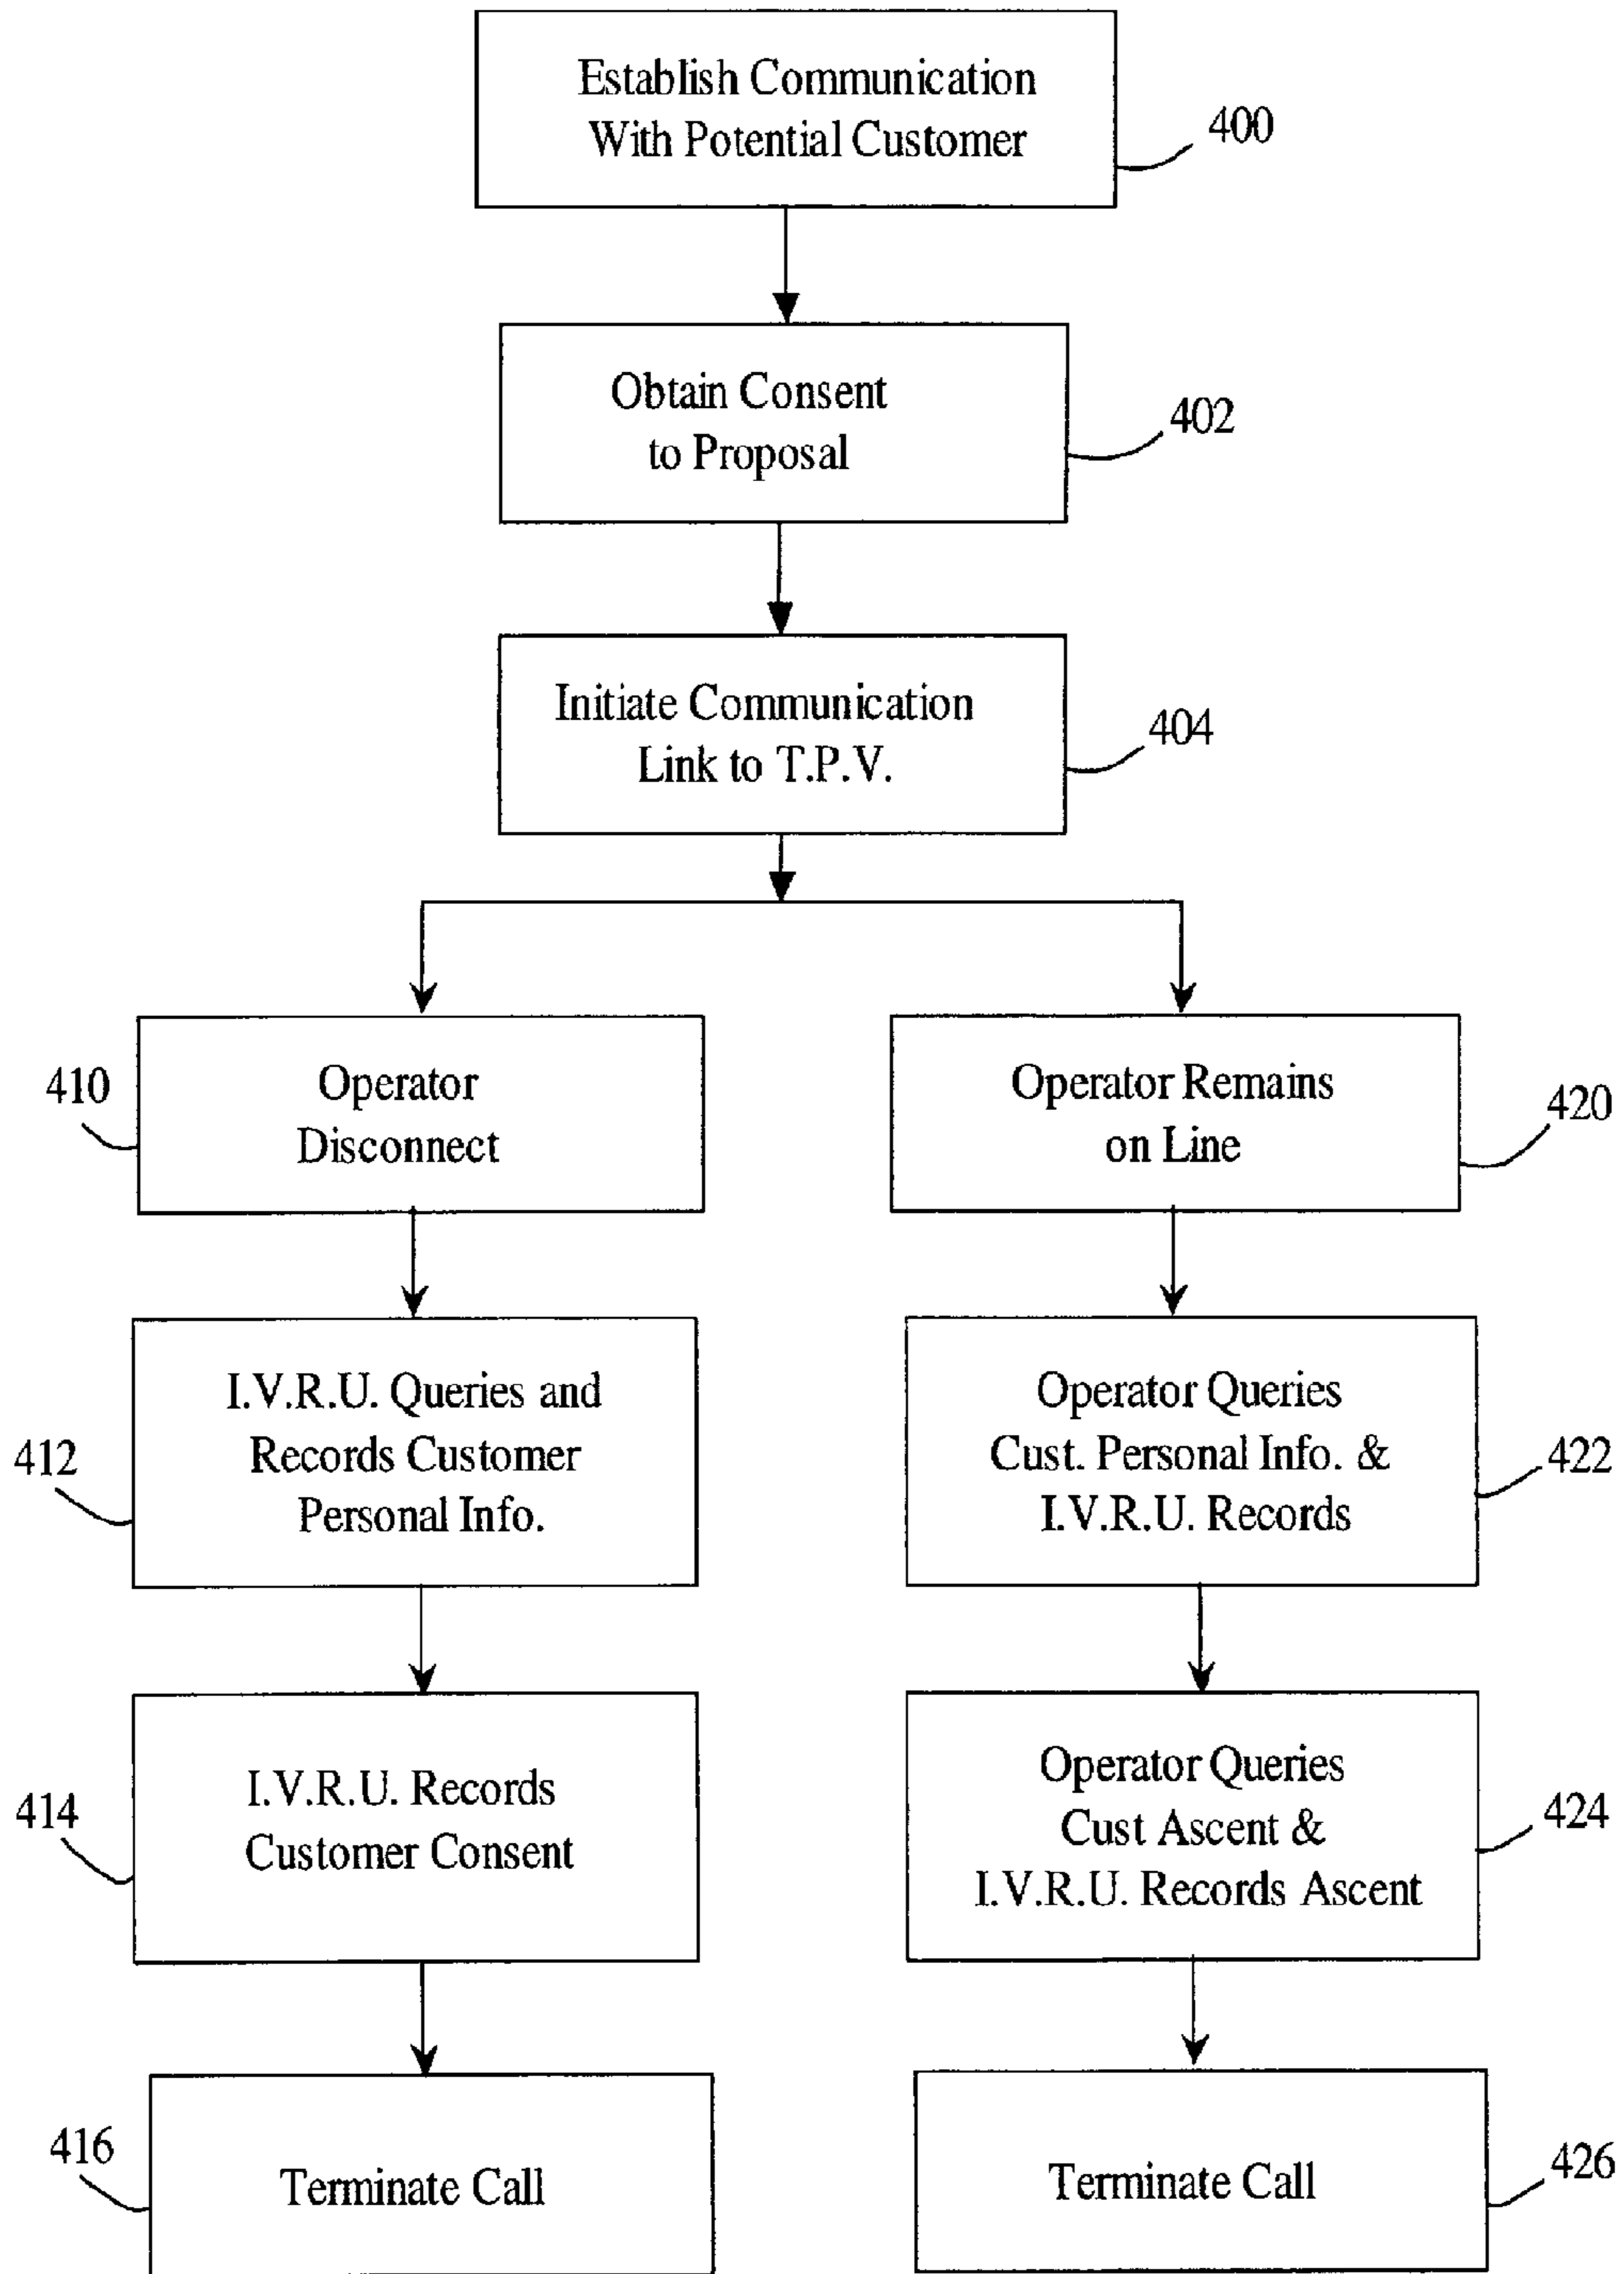 Establish Communication
With Potential Customer
400
Obtain Consent
to Proposal
402
Initiate Communication
Link to T.P.V.
404
410
Operator
Disconnect
Operator Remains
on Line
420
412
I.V.R.U. Queries and
Records Customer
Personal Info.
Operator Queries
Cust. Personal Info. &
I.V.R.U. Records
422
414
I.V.R.U. Records
Customer Consent
Operator Queries
Cust Ascent &
I.V.R.U. Records Ascent
424
416
Terminate Call
Terminate Call
426